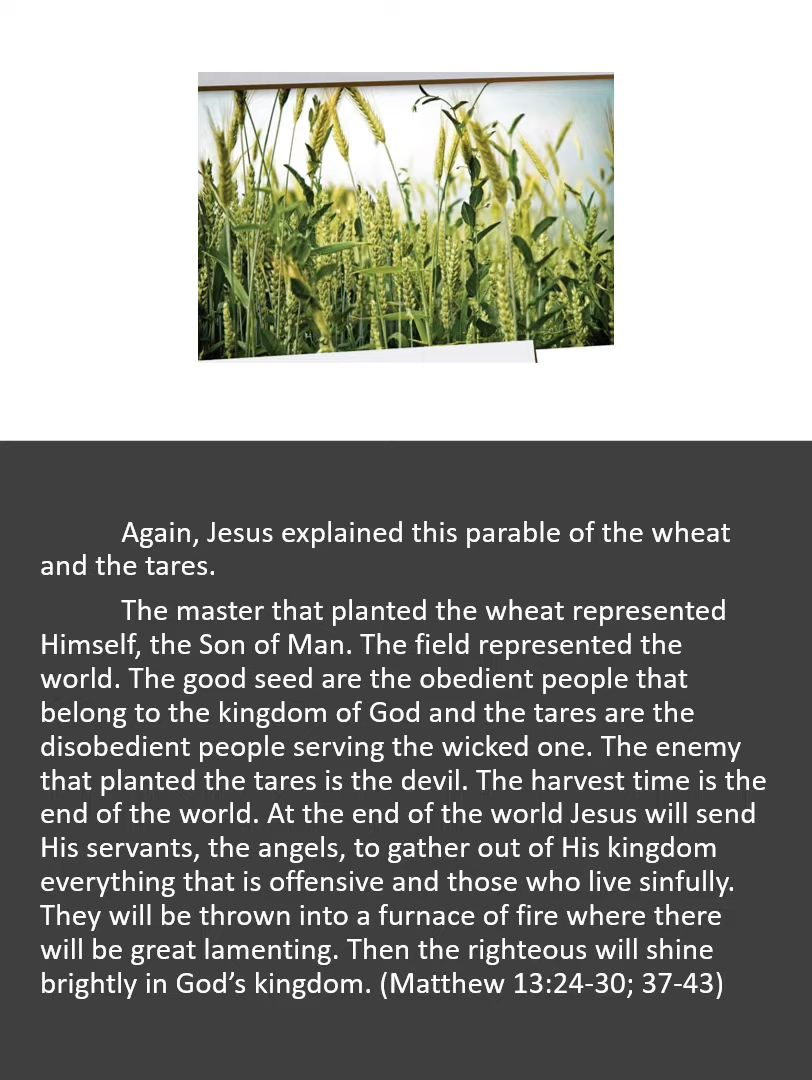 Again, Jesus explained this parable of the wheat
and the tares.
The master that planted the wheat represented
Himself, the Son of Man. The field represented the
world. The good seed are the obedient people that
belong to the kingdom of God and the tares are the
disobedient people serving the wicked one. The enemy
that planted the tares is the devil. The harvest time is the
end of the world. At the end of the world Jesus will send
His servants, the angels, to gather out of His kingdom
everything that is offensive and those who live sinfully.
They will be thrown into a furnace of fire where there
will be great lamenting. Then the righteous will shine
brightly in God’s kingdom. (Matthew 13:24-30; 37-43)